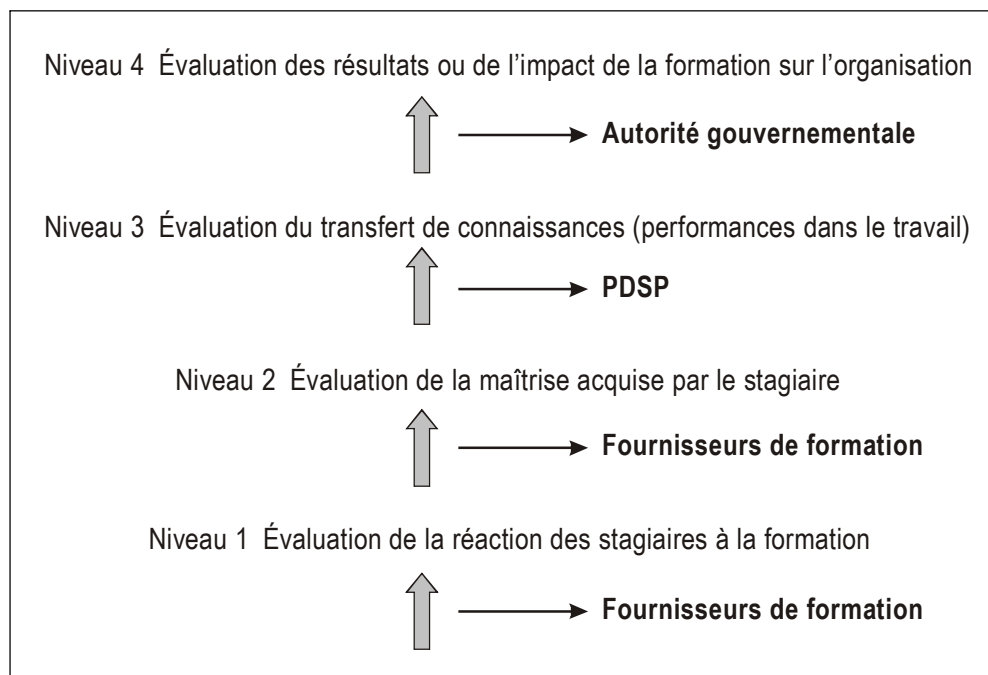 Niveau 4 Évaluation des résultats ou de l'impact de la formation sur l'organisation
Autorité gouvernementale
Niveau 3 Évaluation du transfert de connaissances (performances dans le travail)
PDSP
Niveau 2 Évaluation de la maîtrise acquise par le stagiaire
Fournisseurs de formation
Niveau 1 Évaluation de la réaction des stagiaires à la formation
Fournisseurs de formation